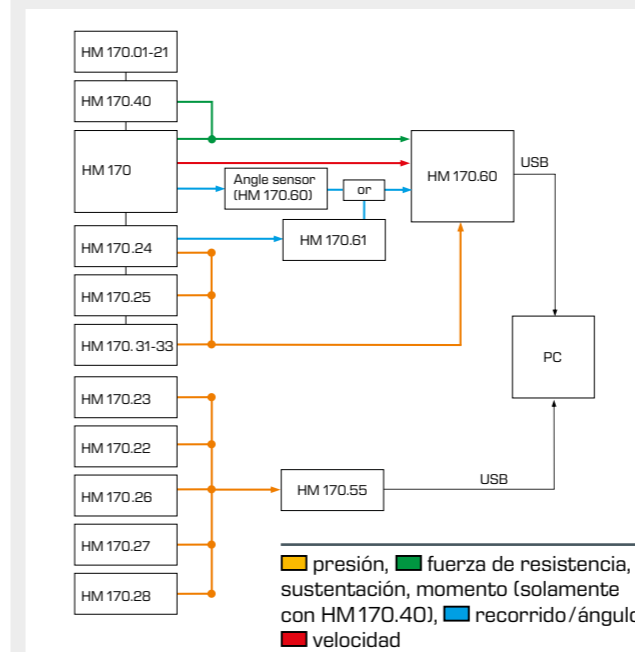 HM 170.01-21
HM 170.40
HM 170
Angle sensor
(HM 170.60)
or
HM 170.60
USB
HM 170.24
HM 170.61
HM 170.25
HM 170.31-33
PC
HM 170.23
HM 170.22
HM 170.26
HM 170.55
USB
HM 170.27
HM 170.28
presión, fuerza de resistencia,
sustentación, momento (solamente
con HM 170.40), recorrido/ángulo
velocidad